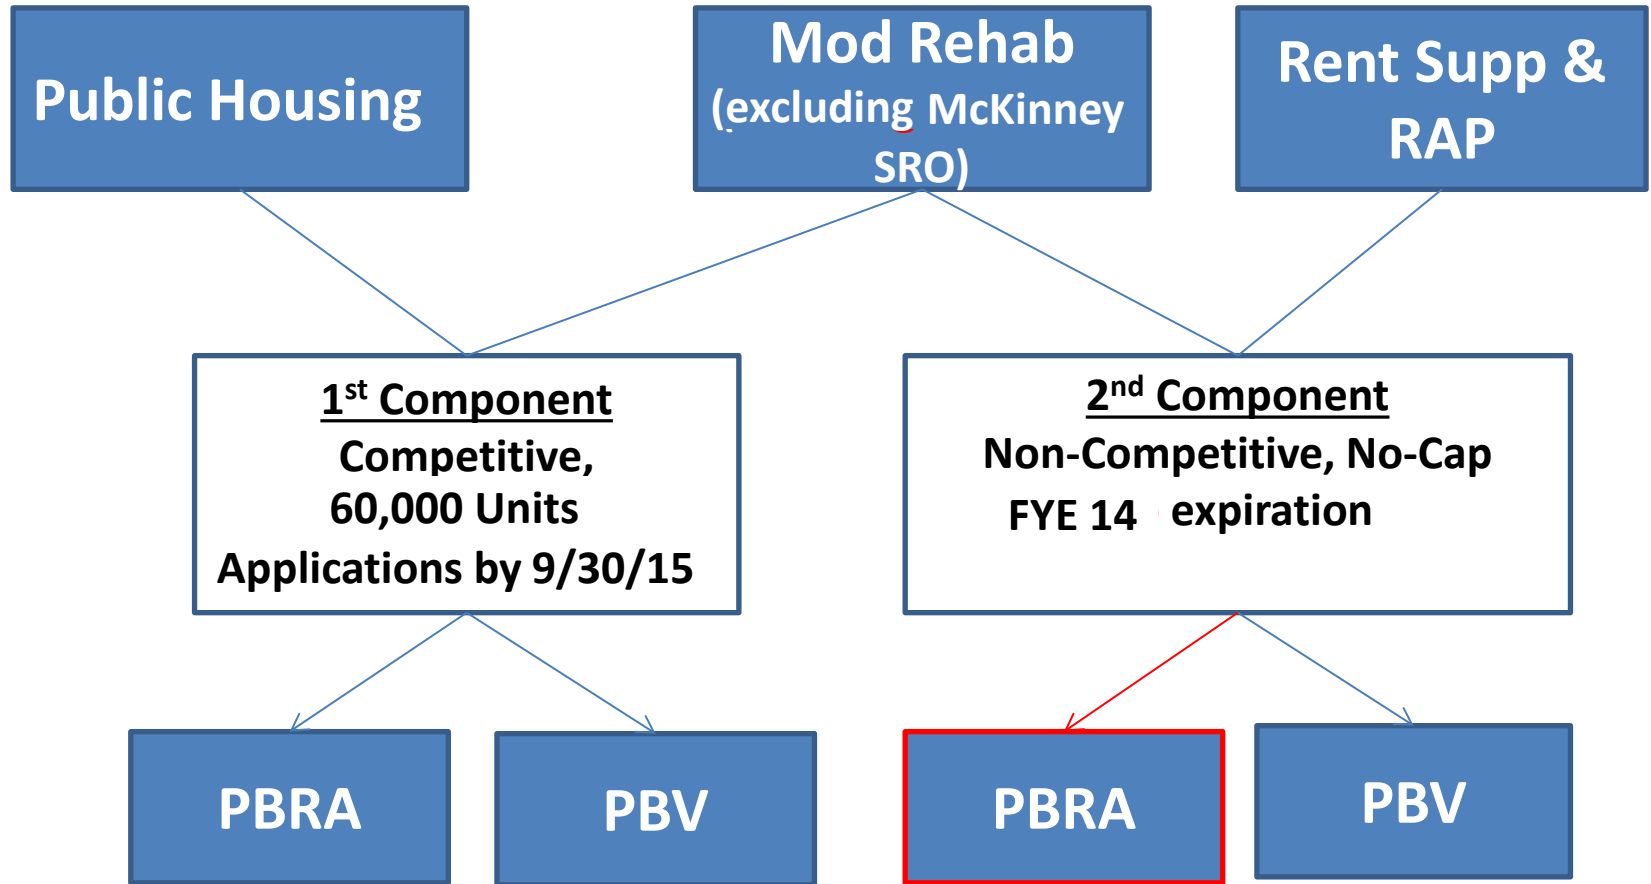 Public Housing
Mod Rehab
(excluding McKinney
SRO)
Rent Supp &
RAP
1st Component
Competitive,
60,000 Units
Applications by 9/30/15
2nd Component
Non-Competitive, No-Cap
FYE 14 expiration
PBRA
PBV
PBRA
PBV